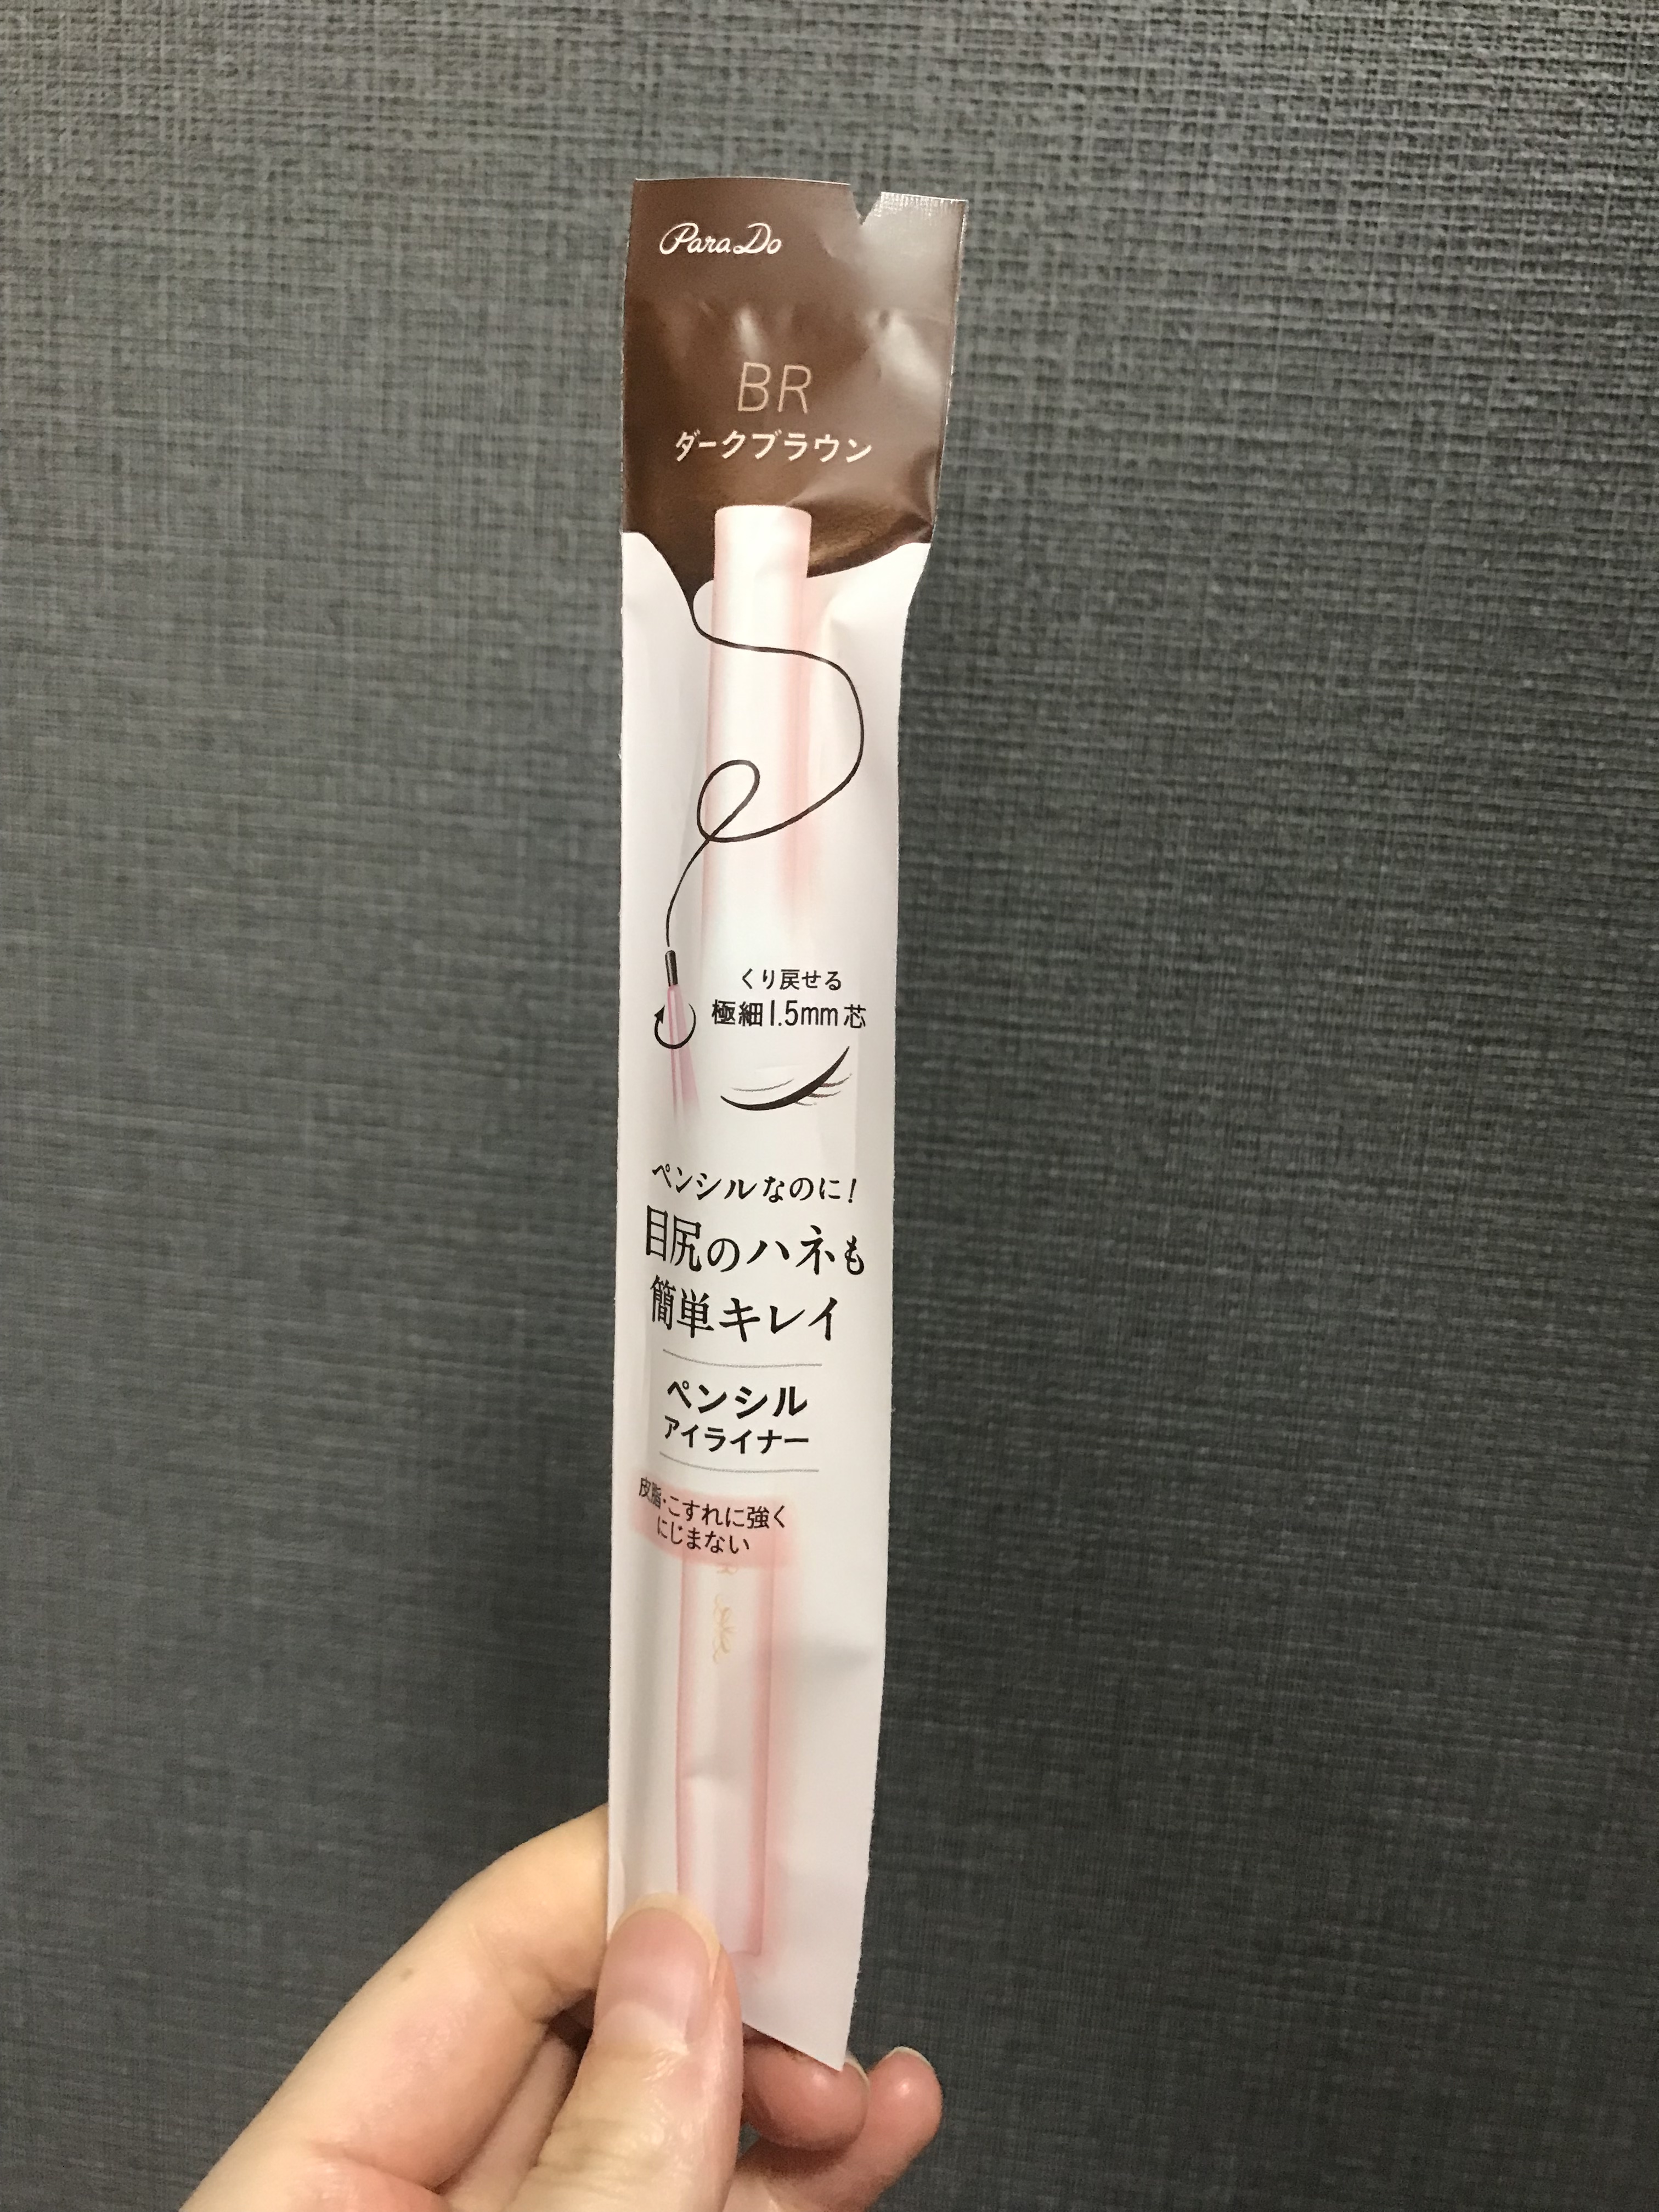 ParaDo
BR
ダークブラウン
くり戻せる
極細1.5mm芯
ペンシルなのに!
目尻のハネも
簡単キレイ
ペンシル
アイライナー
皮脂・こすれに強く
にじまない